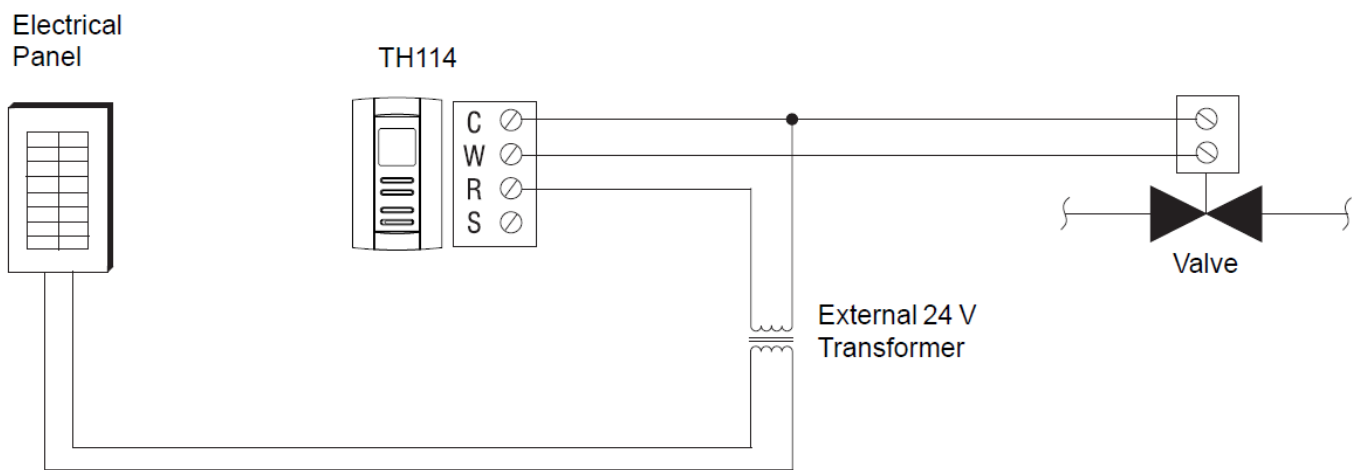 Electrical
Panel
TH114
C
W
R
S
Valve
External 24 V
Transformer